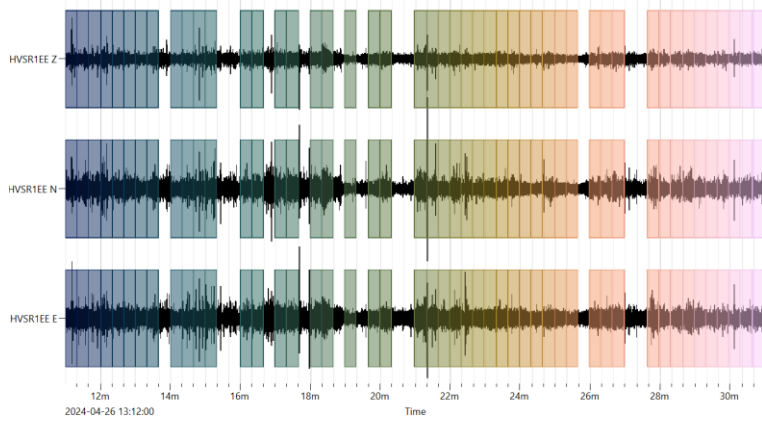 HVSR1EE Z
HVSR1EE N
HVSR1EE E
12m 14m 16m 18m 20m 22m 24m 26m 28m 30m
2024-04-26 13:12:00 Time